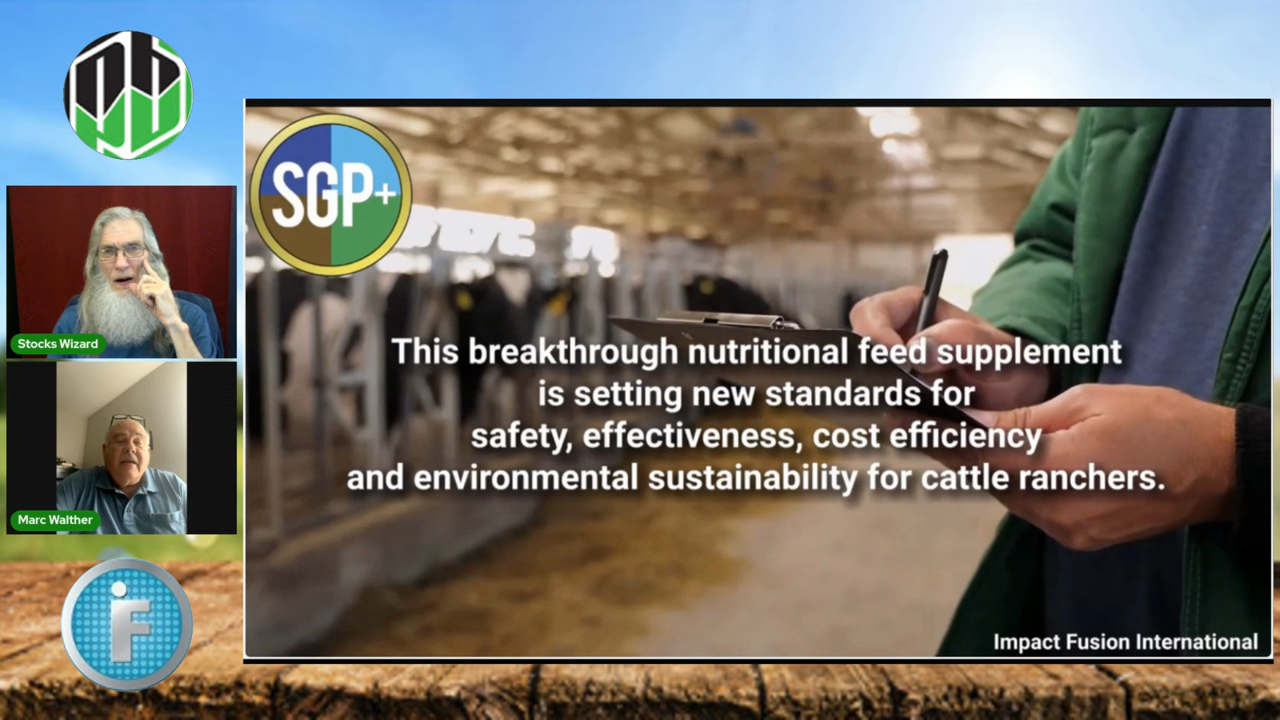 SGP+
Stocks Wizard
This breakthrough nutritional feed supplement
is setting new standards for
safety, effectiveness, cost efficiency
and environmental sustainability for cattle ranchers.
Marc Walther
iF
Impact Fusion International